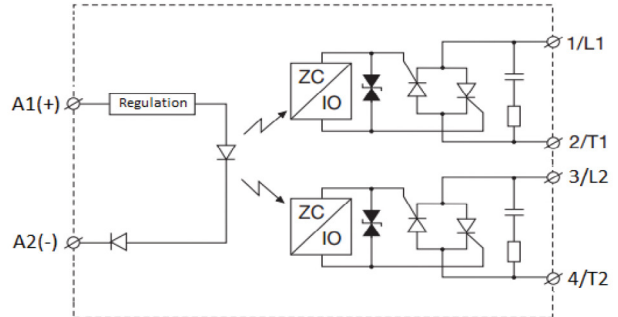 1/L1
ZC
IO
A1(+)
Regulation
2/T1
3/L2
ZC
IO
A2(-)
4/T2